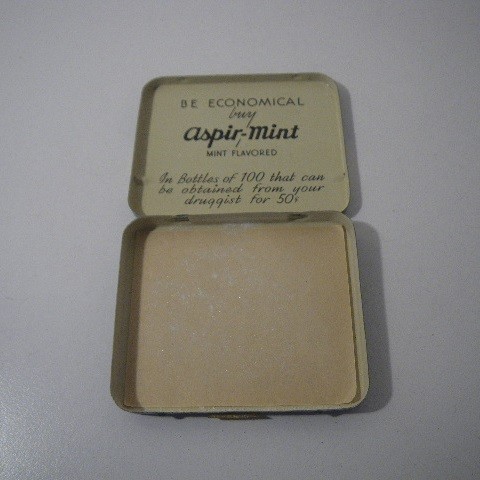 BE ECONOMICAL
buy
aspir-mint
MINT FLAVORED
In Bottles of 100 that can
be obtained from your
druggist for 50¢